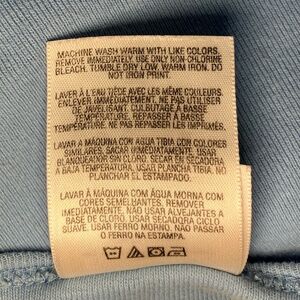 MACHINE WASH WARM WITH LIKE COLORS.
REMOVE IMMEDIATELY. USE ONLY NON-CHLORINE
BLEACH. TUMBLE DRY LOW. WARM IRON. DO
NOT IRON PRINT.
LAVER À L'EAU TIÈDE AVEC LES MÊME COULEURS.
ENLEVER IMMÉDIATEMENT. NE PAS UTILISER
DE JAVELISANT. CULBUTAGE À BASSE
TEMPÉRATURE. REPASSER À BASSE
TEMPÉRATURE. NE PAS REPASSER LES IMPRIMÉS.
LAVAR A MÁQUINA CON AGUA TIBIA CON COLORES
SIMILARES. SACAR IMMEDIATAMENTE. USAR
BLANQUEADOR SIN CLORO. SECAR EN SECADORA
A BAJA TEMPERATURA. USAR PLANCHA TIBIA. NO
PLANCHAR EL ESTAMPADO.
LAVAR À MÁQUINA COM ÁGUA MORNA COM
CORES SEMELHANTES. REMOVER
IMEDIATAMENTE. NÃO USAR ALVEJANTES A
BASE DE CLORO. USAR SECADORA CICLO
SUAVE. USAR FERRO MORNO. NÃO PASSAR
O FERRO NA ESTAMPA.